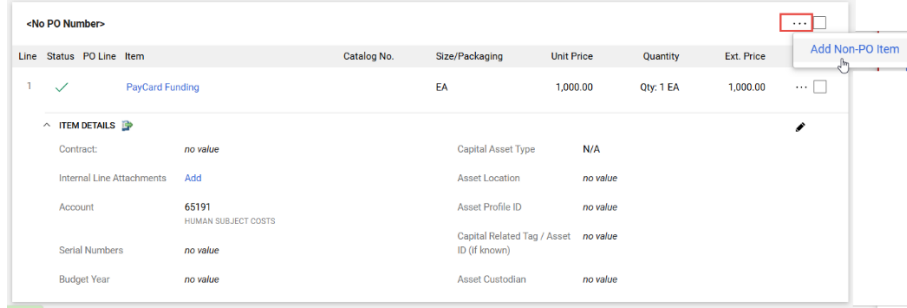 <No PO Number>
...
Add Non-PO Item
Line Status PO Line Item Catalog No. Size/Packaging Unit Price Quantity Ext. Price
1 PayCard Funding EA 1,000.00 Qty: 1 EA 1,000.00 ...
ITEM DETAILS
Contract: no value Capital Asset Type N/A
Internal Line Attachments Add Asset Location no value
Account 65191 Asset Profile ID no value
HUMAN SUBJECT COSTS
Serial Numbers no value Capital Related Tag / Asset no value
ID (if known)
Budget Year no value Asset Custodian no value